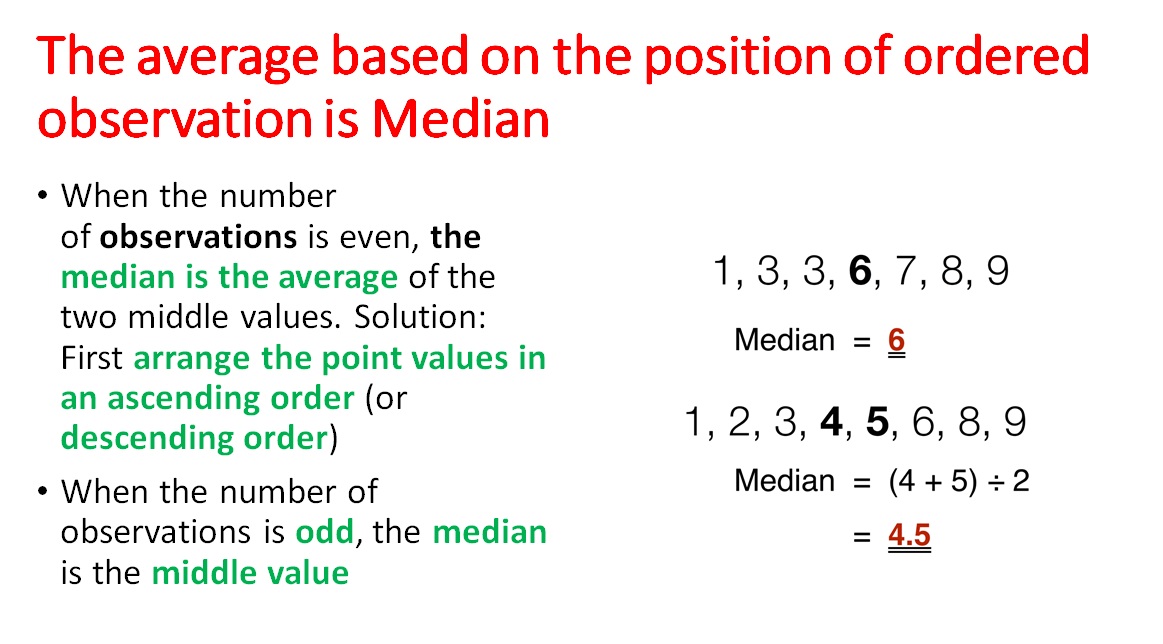 The average based on the position of ordered
observation is Median
• When the number
of observations is even, the
median is the average of the
two middle values. Solution:
First arrange the point values in
an ascending order (or
descending order)
• When the number of
observations is odd, the median
is the middle value
1, 3, 3, 6, 7, 8, 9
Median = 6
1, 2, 3, 4, 5, 6, 8, 9
Median = (4 + 5) ÷ 2
= 4.5